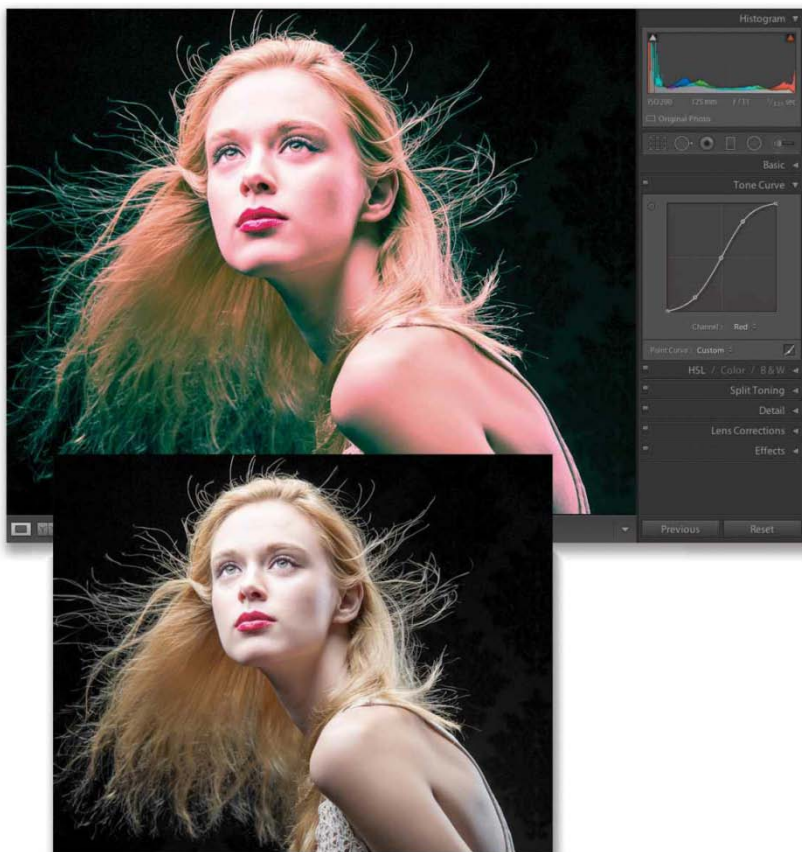 Histogram
ISO 200 125 mm f / 11 sec
Original Photo
Basic
Tone Curve
Channel : Red
Point Curve : Custom
HSL / Color / B & W
Split Toning
Detail
Lens Corrections
Effects
Previous Reset